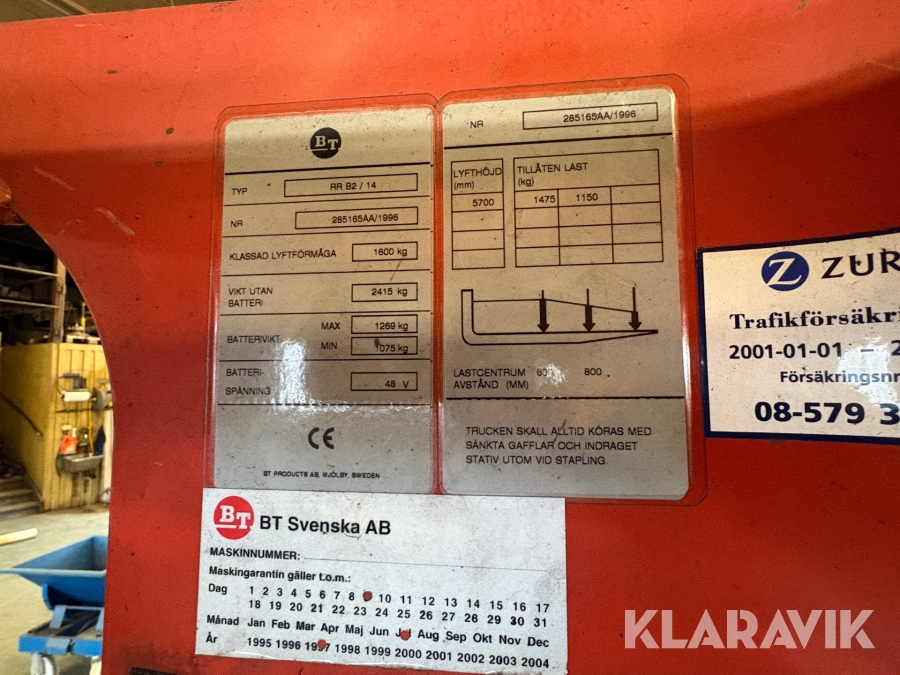 BT
TYP RR B2 / 14
NR 285165AA/1996
KLASSAD LYFTFÖRMÅGA 1600 kg
VIKT UTAN
BATTERI 2415 kg
BATTERIVIKT MAX 1269 kg
MIN 1075 kg
BATTERI-
SPÄNNING 48 V
CE
BT PRODUCTS AB, MJÖLBY, SWEDEN
NR 285165AA/1996
LYFTHÖJD
(mm)
TILLÅTEN LAST
(kg)
5700 1475 1150
LASTCENTRUM 600 800
AVSTÅND (MM)
TRUCKEN SKALL ALLTID KÖRAS MED
SÄNKTA GAFFLAR OCH INDRAGET
STATIV UTOM VID STAPLING.
Z ZUR
Trafikförsäkri
2001-01-01 – 2
Försäkringsnr
08-579 3
BT BT Svenska AB
MASKINNUMMER:
Maskingarantin gäller t.o.m.:
Dag 1 2 3 4 5 6 7 8 10 11 12 13 14 15 16 17
18 19 20 21 22 23 24 25 26 27 28 29 30 31
Månad Jan Feb Mar Apr Maj Jun Jul Aug Sep Okt Nov Dec
År 1995 1996 1997 1998 1999 2000 2001 2002 2003 2004
KLARAVIK